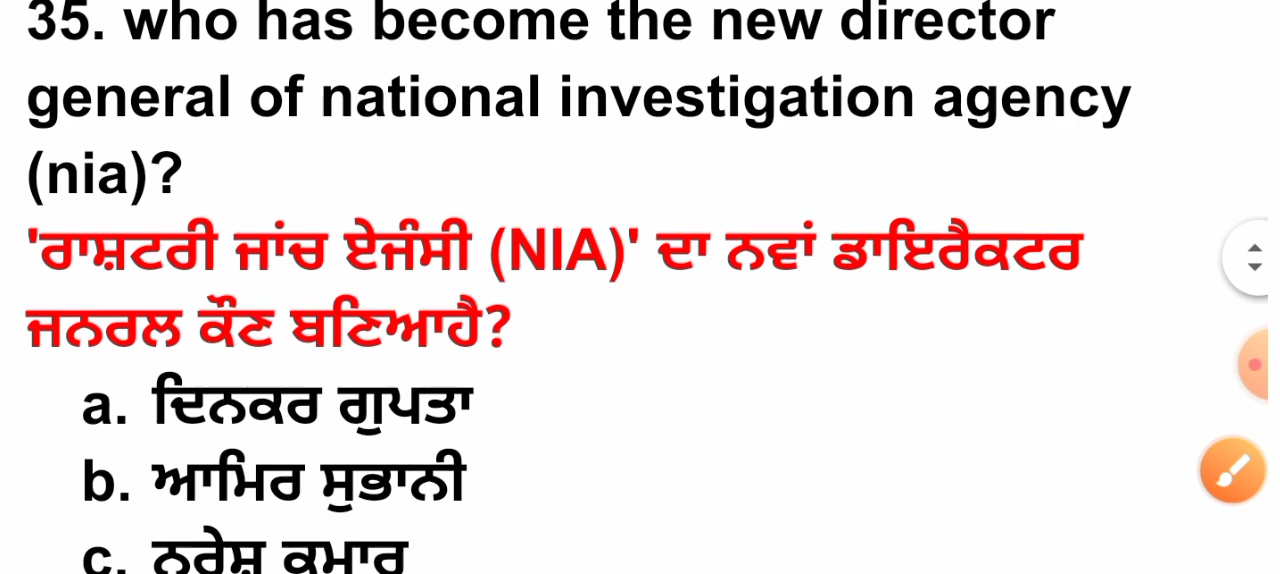 35. who has become the new director
general of national investigation agency
(nia)?
'ਰਾਸ਼ਟਰੀ ਜਾਂਚ ਏਜੰਸੀ (NIA)' ਦਾ ਨਵਾਂ ਡਾਇਰੈਕਟਰ
ਜਨਰਲ ਕੌਣ ਬਣਿਆਹੈ?
a. ਦਿਨਕਰ ਗੁਪਤਾ
b. ਆਮਿਰ ਸੁਭਾਨੀ
c. ਨਰੇਸ਼ ਕੁਮਾਰ